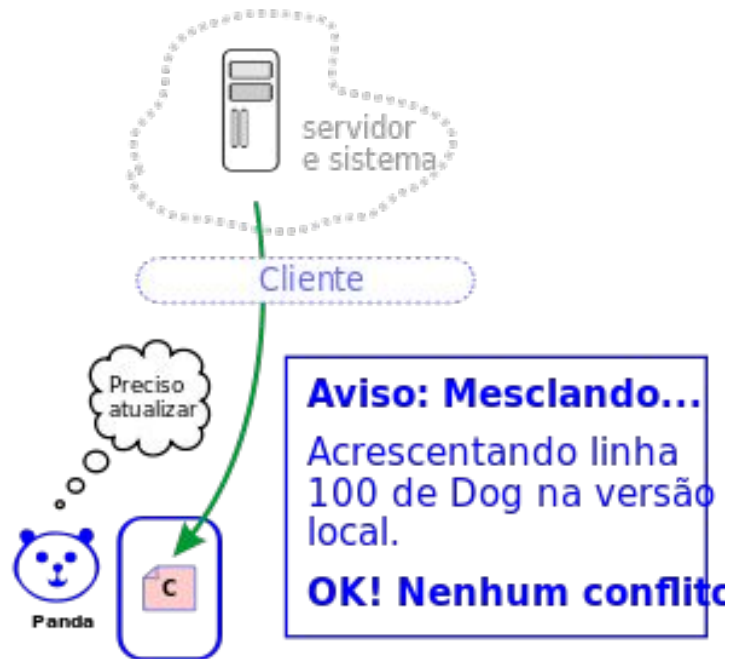 servidor
e sistema
Cliente
Preciso
atualizar
Aviso: Mesclando...
Acrescentando linha
100 de Dog na versão
local.
OK! Nenhum conflito
C
Panda